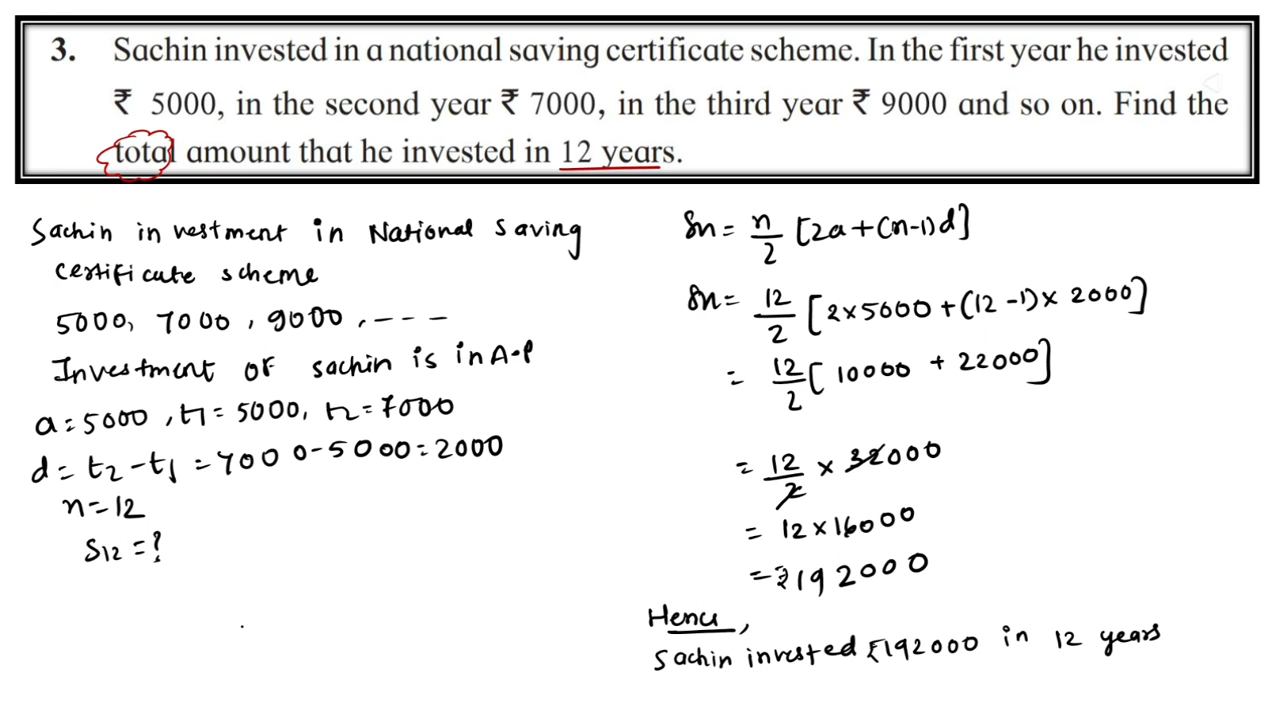 3. Sachin invested in a national saving certificate scheme. In the first year he invested
₹ 5000, in the second year ₹ 7000, in the third year ₹ 9000 and so on. Find the
total amount that he invested in 12 years.
Sachin investment in National Saving
certificate scheme
5000, 7000, 9000, ----
Investment of sachin is in A.P
a = 5000, t1 = 5000, t2 = 7000
d = t2 - t1 = 7000 - 5000 = 2000
n = 12
S12 = ?
Sn = n/2 [2a + (n-1)d]
Sn = 12/2 [2 × 5000 + (12 - 1) × 2000]
= 12/2 [10000 + 22000]
= 12/2 × 32000
= 12 × 16000
= ₹192000
Hence,
Sachin invested ₹192000 in 12 years